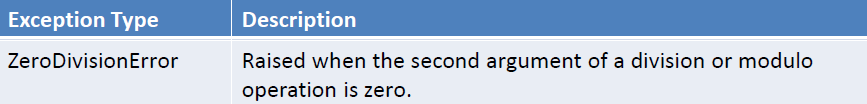 Exception Type Description
ZeroDivisionError Raised when the second argument of a division or modulo
operation is zero.